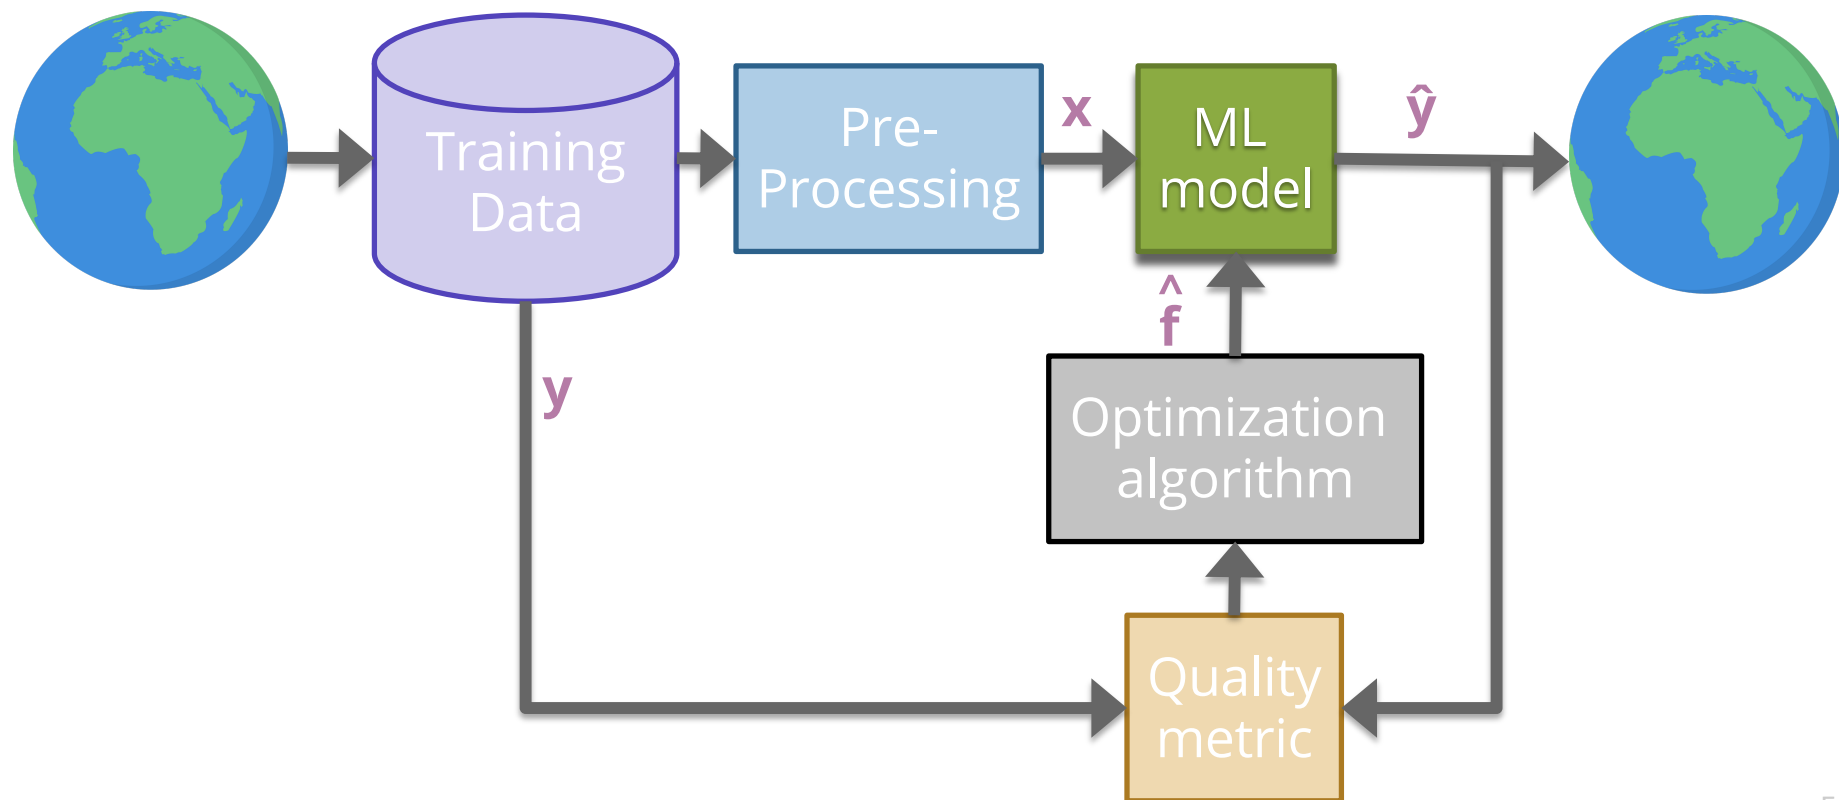 Training
Data
Pre-
Processing
x
ML
model
ŷ
f̂
y
Optimization
algorithm
Quality
metric